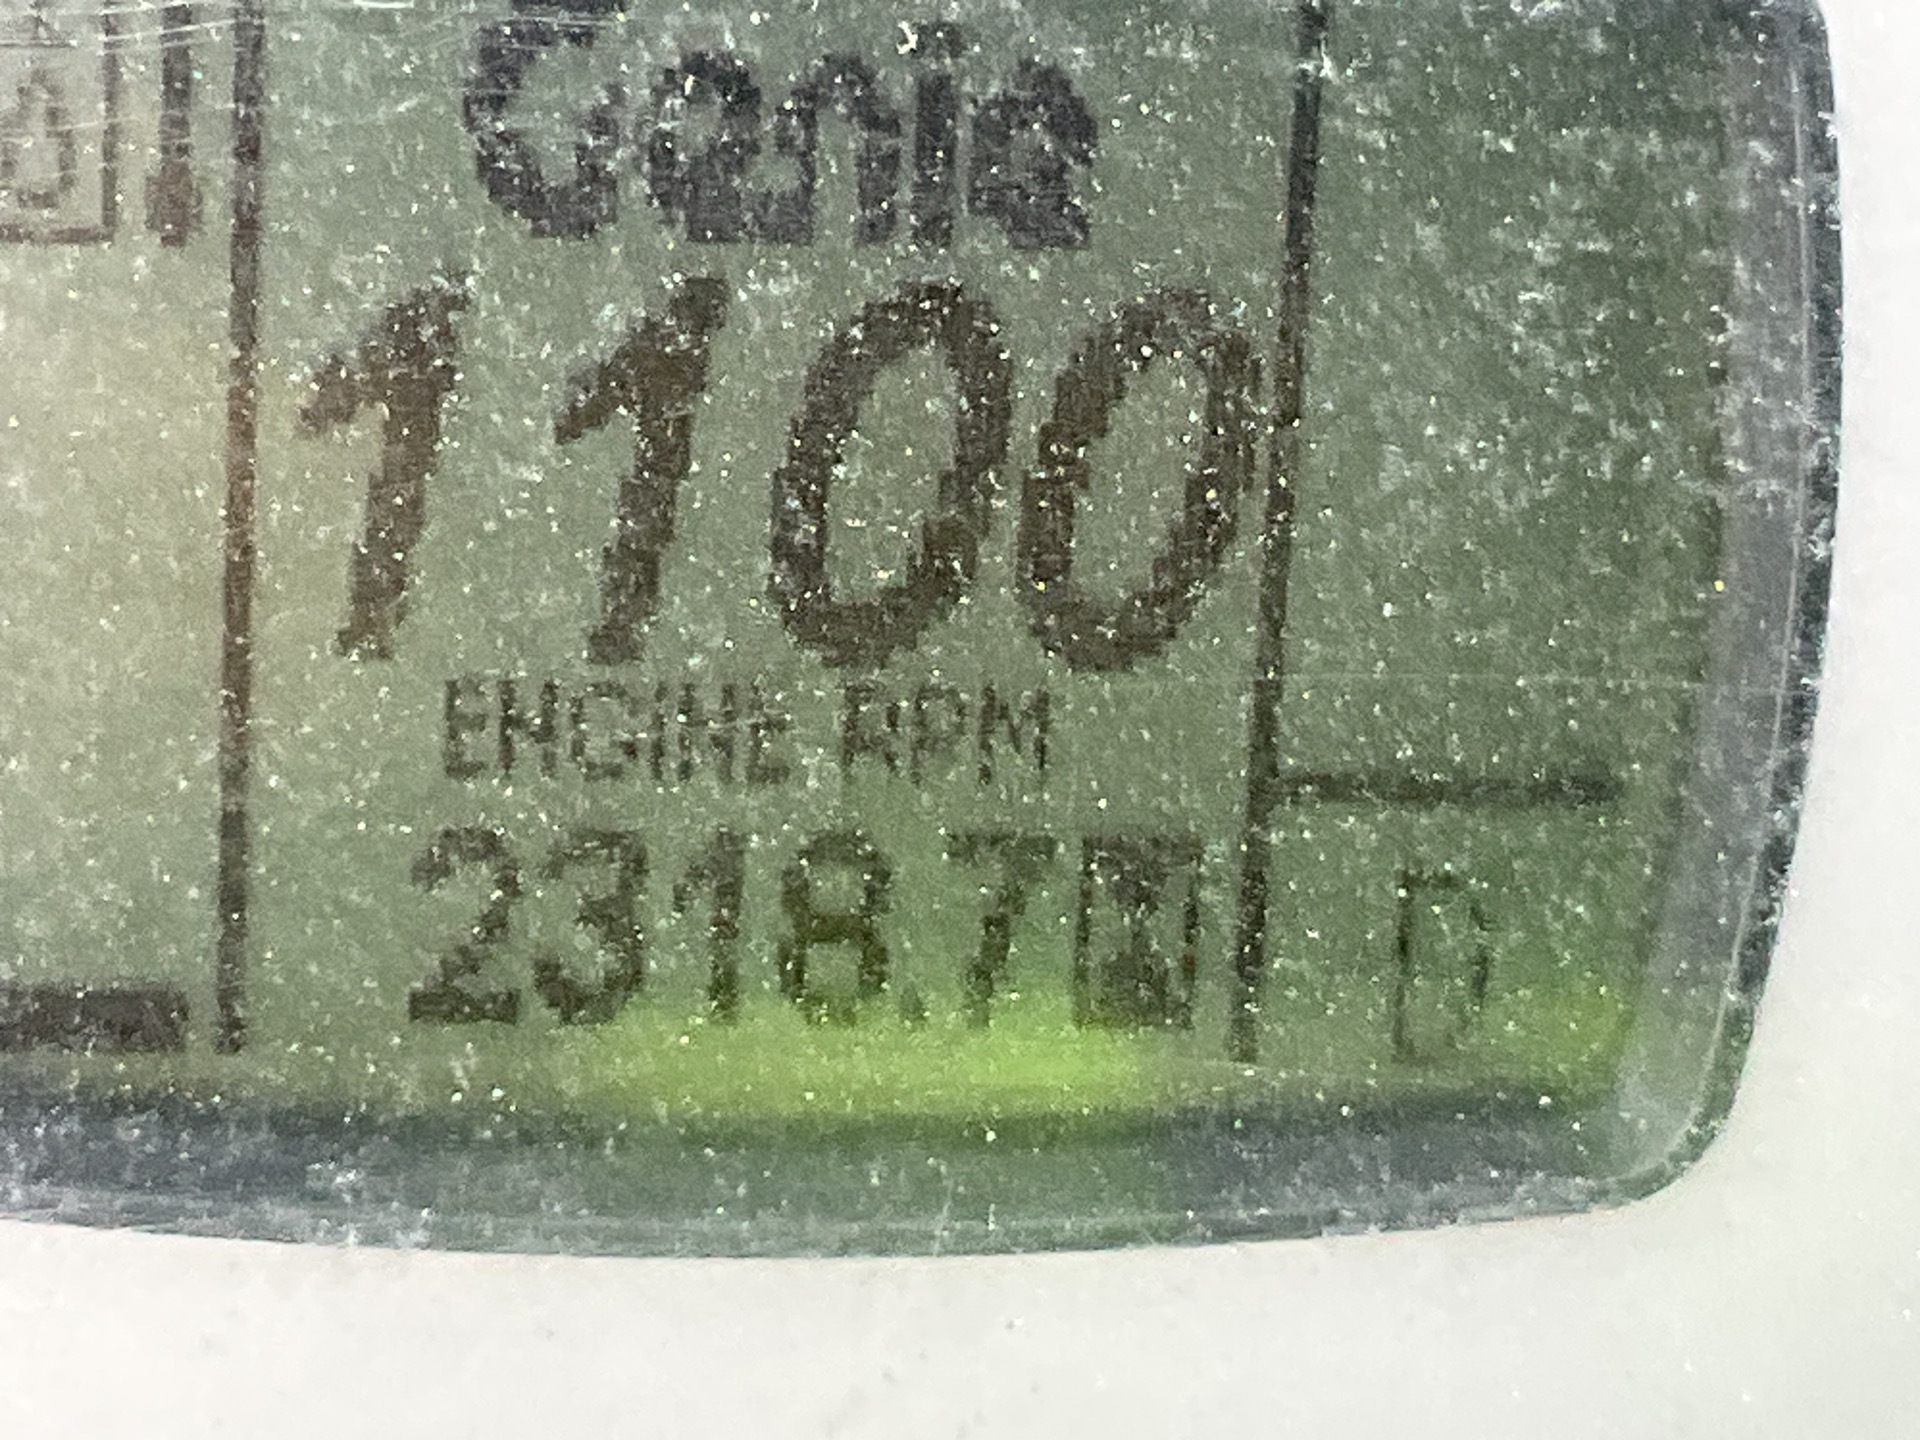 Genie
1100
ENGINE RPM
2318.7